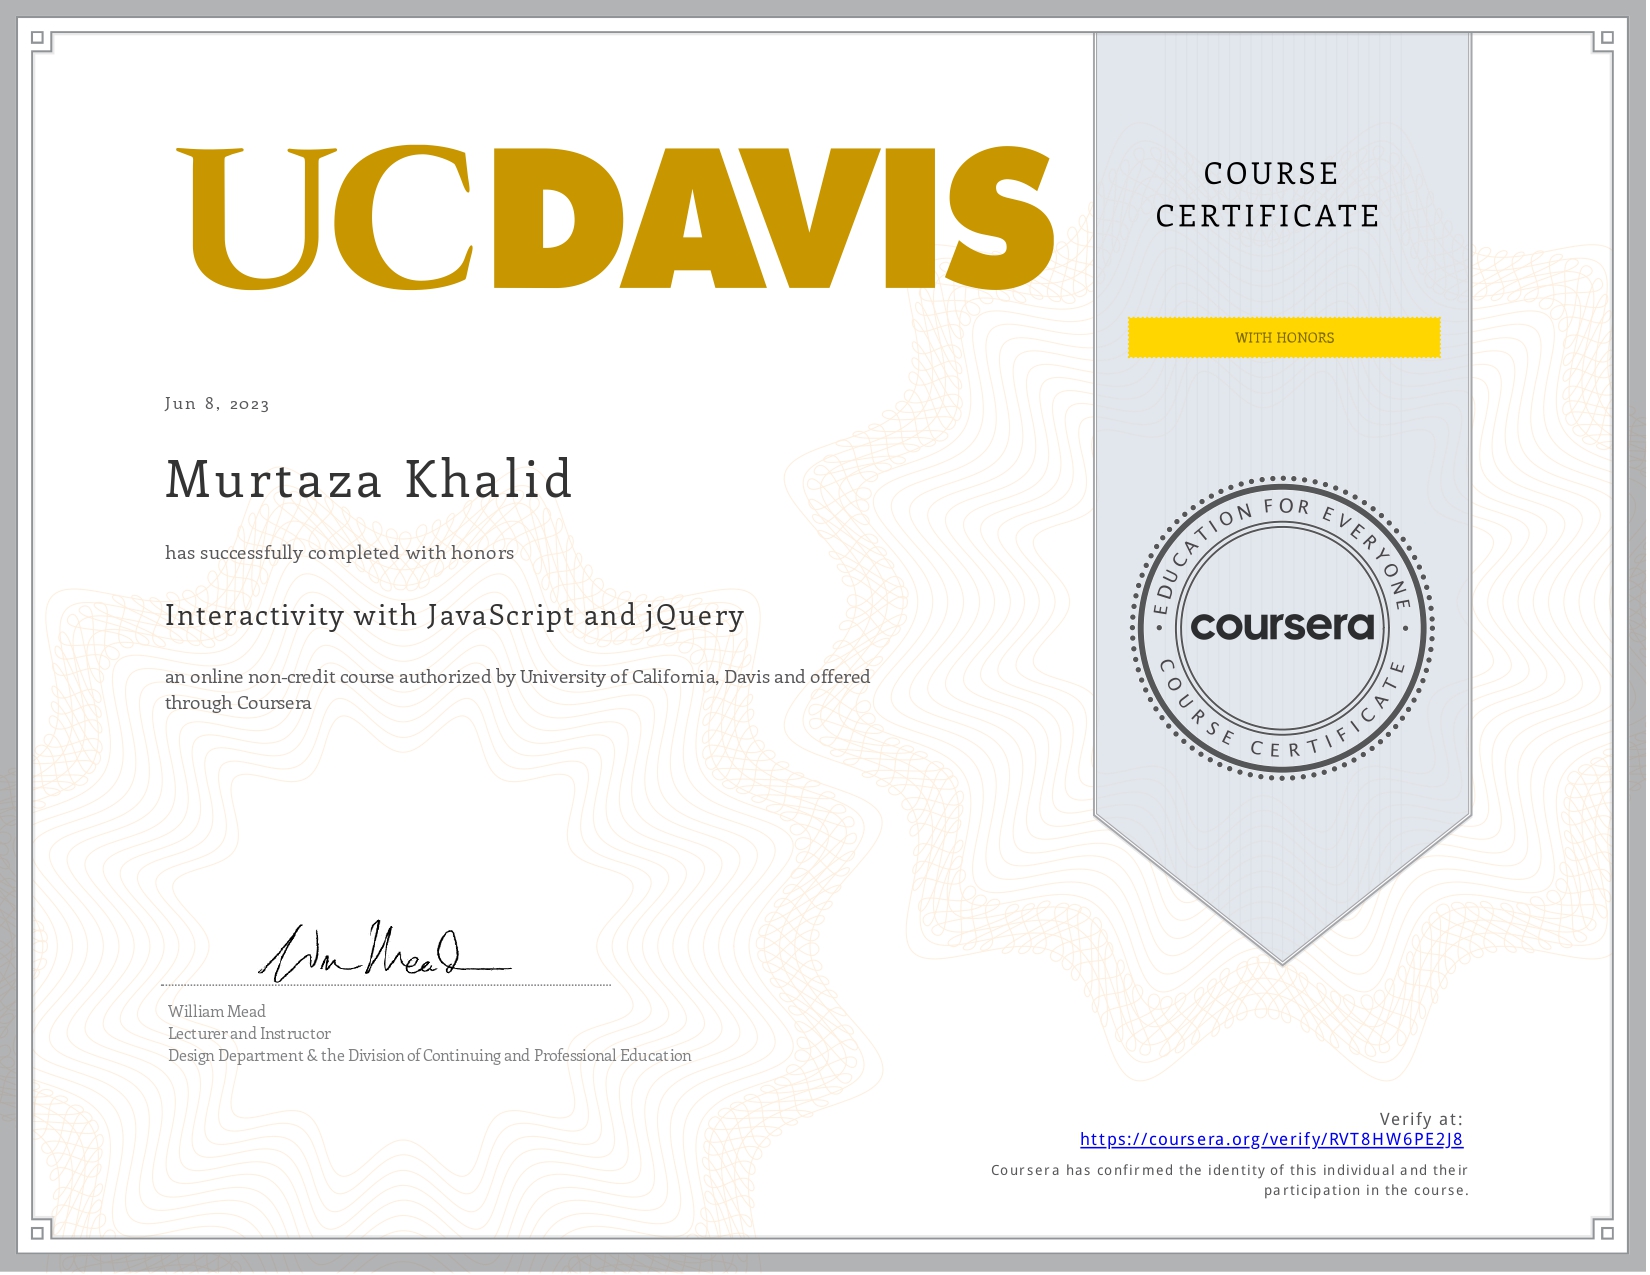 UCDAVIS
COURSE
CERTIFICATE
WITH HONORS
Jun 8, 2023
Murtaza Khalid
has successfully completed with honors
Interactivity with JavaScript and jQuery
an online non-credit course authorized by University of California, Davis and offered
through Coursera
EDUCATION FOR EVERYONE
coursera
COURSE CERTIFICATE
William Mead
Lecturer and Instructor
Design Department & the Division of Continuing and Professional Education
Verify at:
https://coursera.org/verify/RVT8HW6PE2J8
Coursera has confirmed the identity of this individual and their
participation in the course.